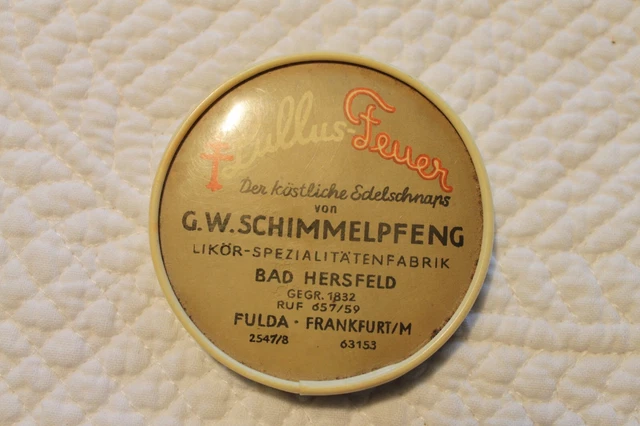 Lullus-Feuer
Der köstliche Edelschnaps
von
G.W. SCHIMMELPFENG
LIKÖR-SPEZIALITÄTENFABRIK
BAD HERSFELD
GEGR. 1832
RUF 657/59
FULDA - FRANKFURT/M
2547/8 63153